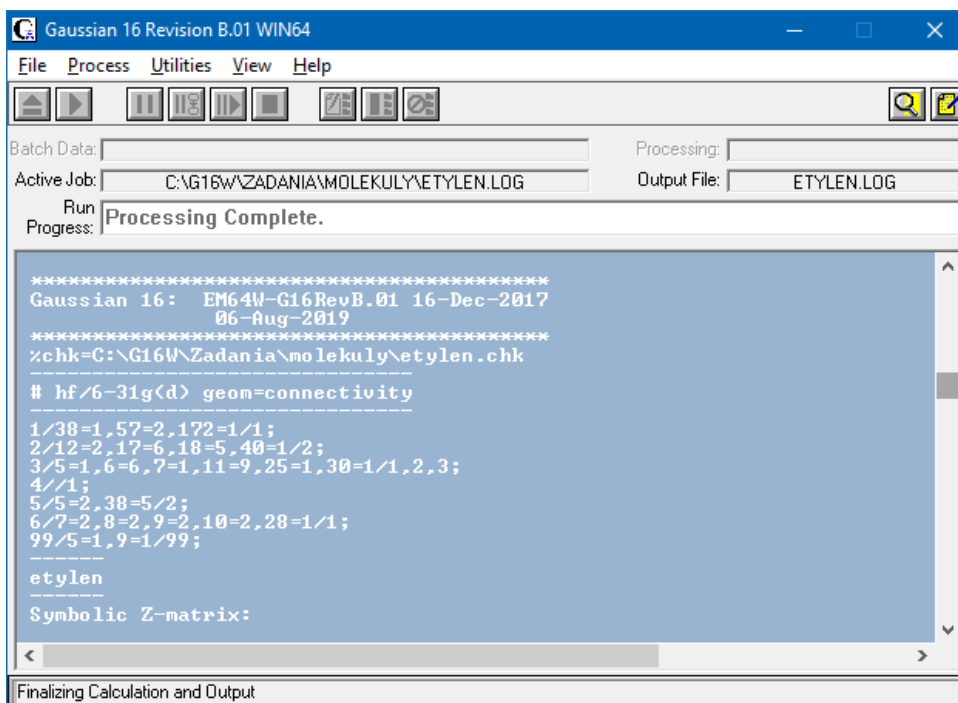 Gaussian 16 Revision B.01 WIN64
File Process Utilities View Help
Batch Data: Processing:
Active Job: C:\G16W\ZADANIA\MOLEKULY\ETYLEN.LOG Output File: ETYLEN.LOG
Run Progress: Processing Complete.
******************************************
Gaussian 16:  EM64W-G16RevB.01 16-Dec-2017
06-Aug-2019
******************************************
%chk=C:\G16W\Zadania\molekuly\etylen.chk
-------------------------------
# hf/6-31g(d) geom=connectivity
-------------------------------
1/38=1,57=2,172=1/1;
2/12=2,17=6,18=5,40=1/2;
3/5=1,6=6,7=1,11=9,25=1,30=1/1,2,3;
4//1;
5/5=2,38=5/2;
6/7=2,8=2,9=2,10=2,28=1/1;
99/5=1,9=1/99;
------
etylen
------
Symbolic Z-matrix:
Finalizing Calculation and Output